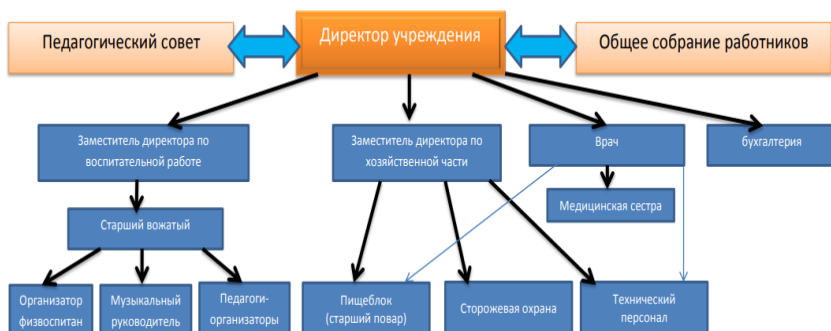 Педагогический совет
Директор учреждения
Общее собрание работников
Заместитель директора по
воспитательной работе
Заместитель директора по
хозяйственной части
Врач
бухгалтерия
Медицинская сестра
Старший вожатый
Организатор
физвоспитан
Музыкальный
руководитель
Педагоги-
организаторы
Пищеблок
(старший повар)
Сторожевая охрана
Технический
персонал